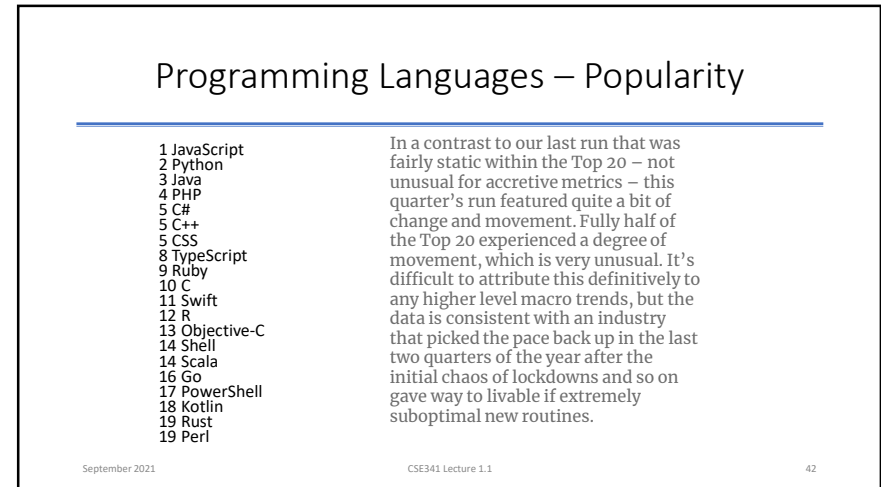 Programming Languages – Popularity
1 JavaScript
2 Python
3 Java
4 PHP
5 C#
5 C++
5 CSS
8 TypeScript
9 Ruby
10 C
11 Swift
12 R
13 Objective-C
14 Shell
14 Scala
16 Go
17 PowerShell
18 Kotlin
19 Rust
19 Perl
In a contrast to our last run that was
fairly static within the Top 20 – not
unusual for accretive metrics – this
quarter’s run featured quite a bit of
change and movement. Fully half of
the Top 20 experienced a degree of
movement, which is very unusual. It’s
difficult to attribute this definitively to
any higher level macro trends, but the
data is consistent with an industry
that picked the pace back up in the last
two quarters of the year after the
initial chaos of lockdowns and so on
gave way to livable if extremely
suboptimal new routines.
September 2021
CSE341 Lecture 1.1
42